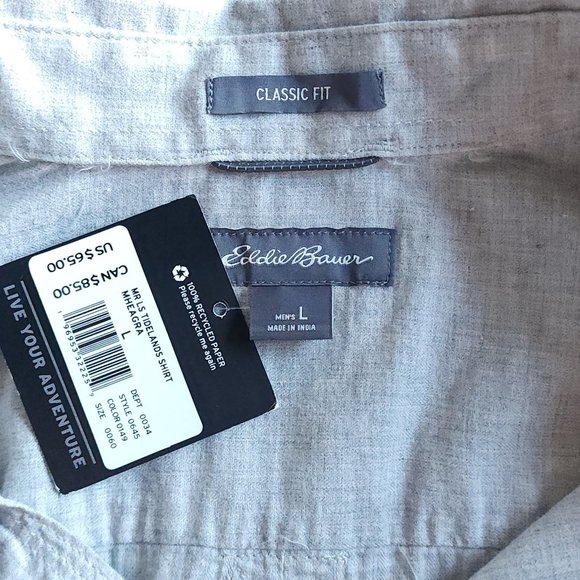 CLASSIC FIT
Eddie Bauer
MEN'S L
MADE IN INDIA
100% RECYCLED PAPER
Please recycle me again
MR LS TIDELANDS SHIRT
MHEAGRA
L
DEPT 0034
STYLE 0645
COLOR 0149
SIZE 0060
CAN $85.00
US $65.00
LIVE YOUR ADVENTURE